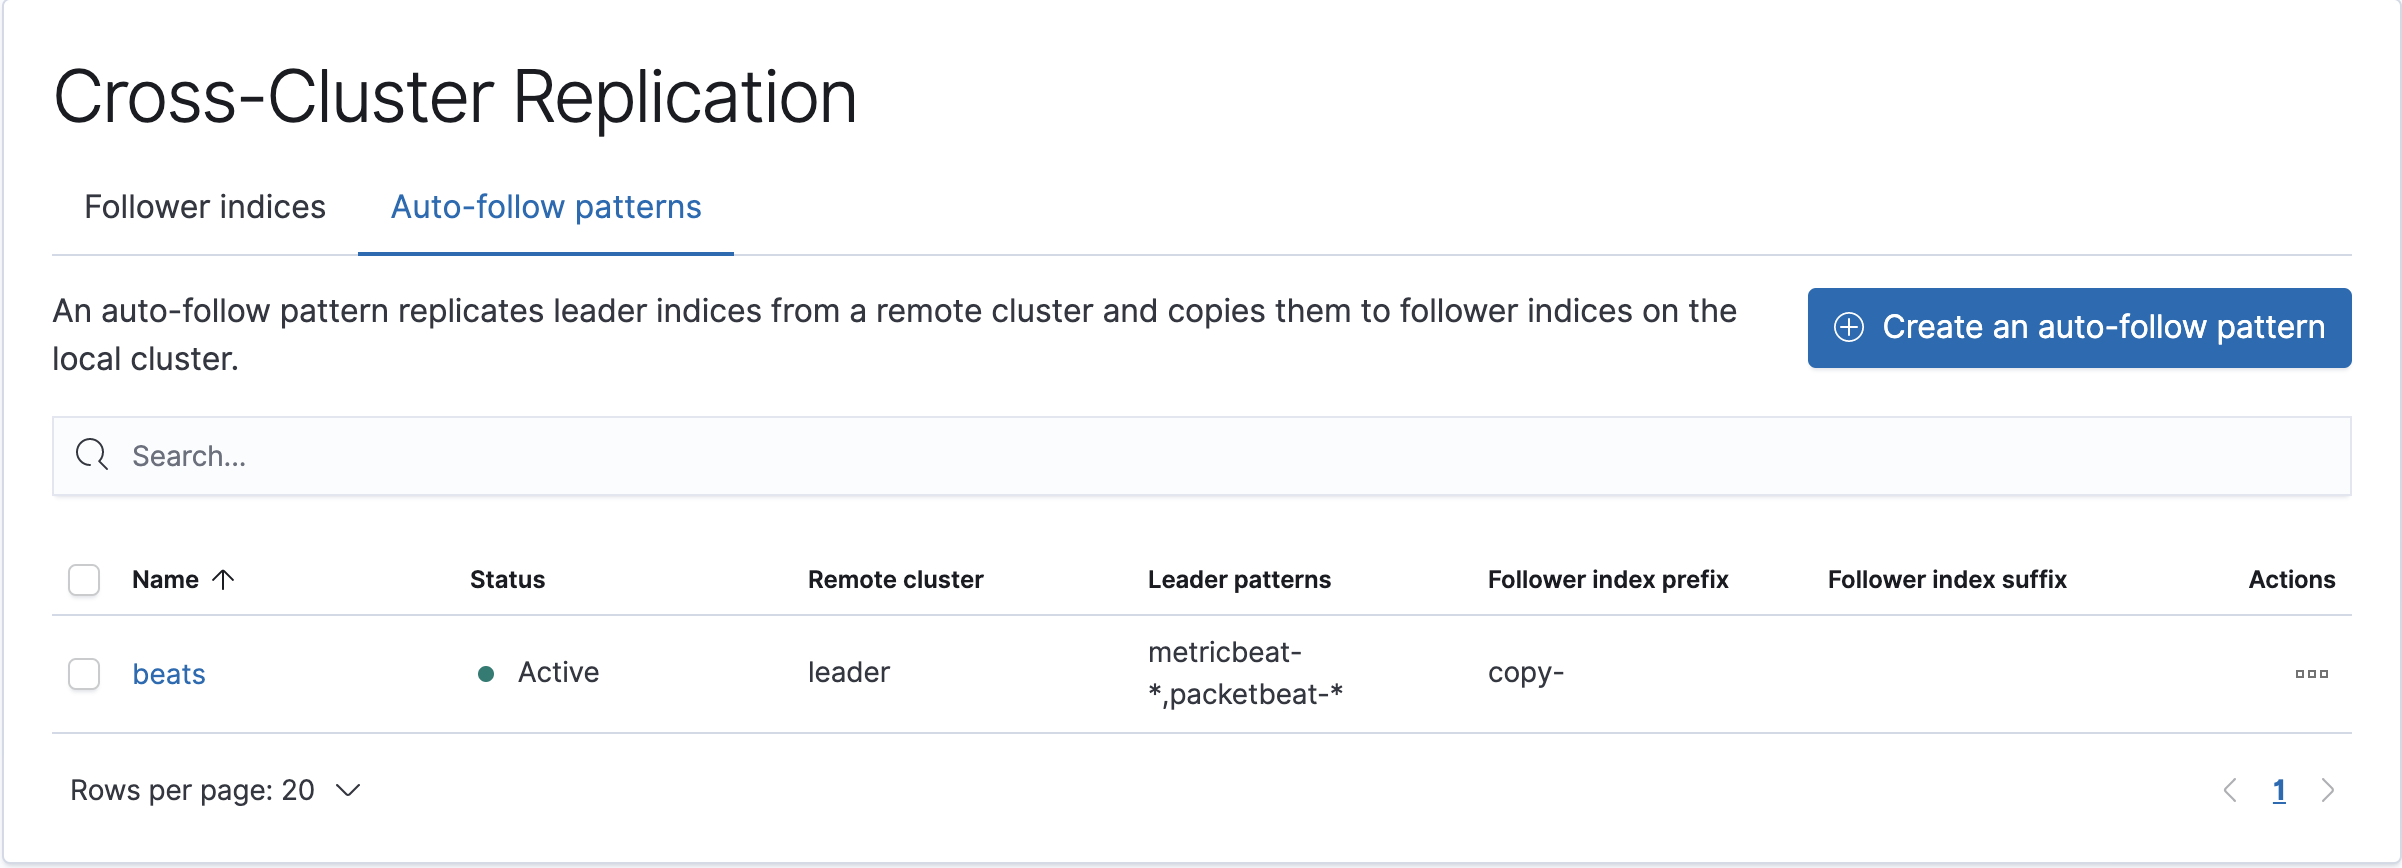 Cross-Cluster Replication
Follower indices Auto-follow patterns
An auto-follow pattern replicates leader indices from a remote cluster and copies them to follower indices on the
local cluster.
Create an auto-follow pattern
Search...
Name Status Remote cluster Leader patterns Follower index prefix Follower index suffix Actions
beats Active leader metricbeat- copy-
*,packetbeat-*
Rows per page: 20 1